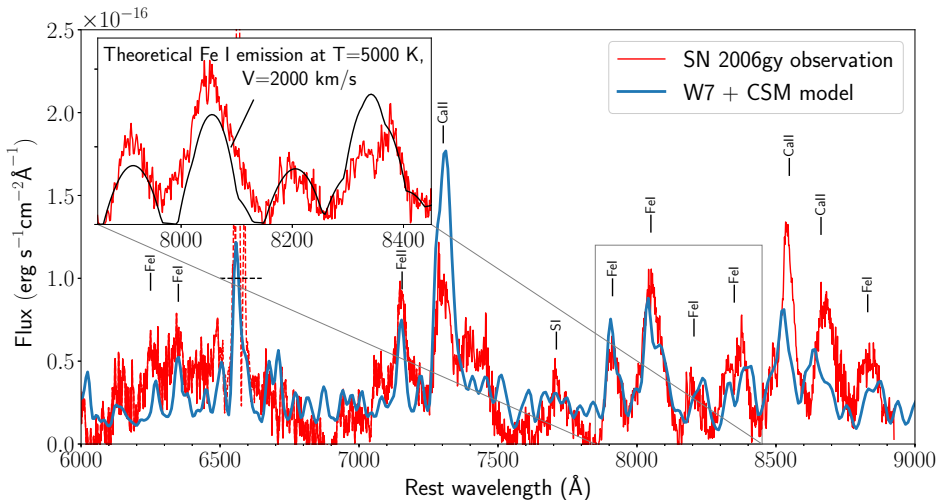 ×10⁻¹⁶
2.5
2.0
1.5
1.0
0.5
0.0
Flux (erg s⁻¹cm⁻²Å⁻¹)
Theoretical Fe I emission at T=5000 K,
V=2000 km/s
8000 8200 8400
SN 2006gy observation
W7 + CSM model
FeI
FeI
FeII
CaII
SI
FeI
FeI
FeI
FeI
CaII
CaII
FeI
6000 6500 7000 7500 8000 8500 9000
Rest wavelength (Å)